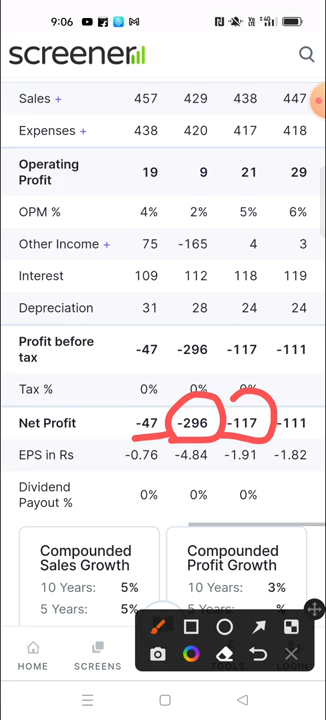 9:06
screener
Sales + 457 429 438 447
Expenses + 438 420 417 418
Operating Profit 19 9 21 29
OPM % 4% 2% 5% 6%
Other Income + 75 -165 4 3
Interest 109 112 118 119
Depreciation 31 28 24 24
Profit before tax -47 -296 -117 -111
Tax % 0% 0% 0%
Net Profit -47 -296 -117 -111
EPS in Rs -0.76 -4.84 -1.91 -1.82
Dividend Payout % 0% 0% 0%
Compounded Sales Growth
10 Years: 5%
5 Years: 5%
Compounded Profit Growth
10 Years: 3%
5 Years: %
HOME SCREENS TOOLS LOGIN